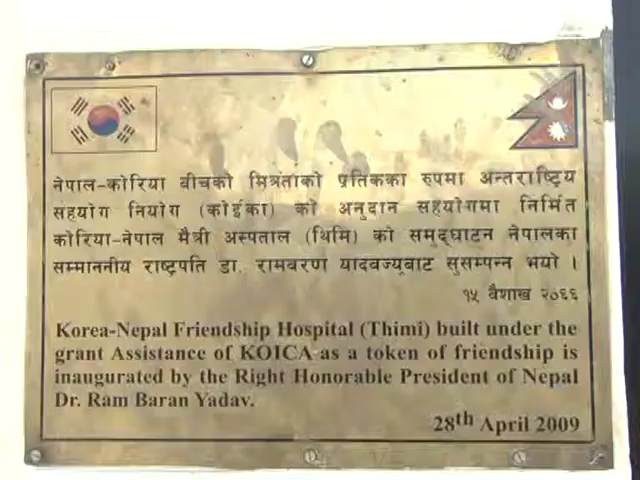 नेपाल-कोरिया बीचको मित्रताको प्रतिकका रुपमा अन्तराष्ट्रिय
सहयोग नियोग (कोईका) को अनुदान सहयोगमा निर्मित
कोरिया-नेपाल मैत्री अस्पताल (थिमि) को समुद्घाटन नेपालका
सम्माननीय राष्ट्रपति डा. रामवरण यादवज्यूबाट सुसम्पन्न भयो ।
१५ वैशाख २०६६
Korea-Nepal Friendship Hospital (Thimi) built under the
grant Assistance of KOICA as a token of friendship is
inaugurated by the Right Honorable President of Nepal
Dr. Ram Baran Yadav.
28th April 2009